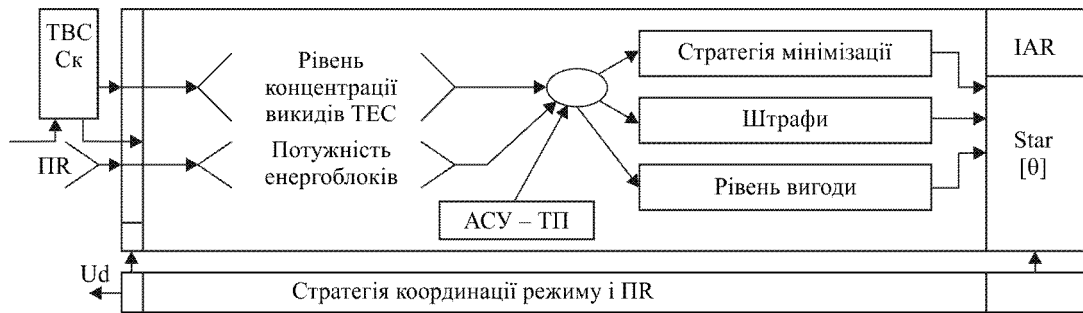 ТВС
Ск
ПR
Рівень
концентрації
викидів ТЕС
Потужність
енергоблоків
АСУ – ТП
Стратегія мінімізації
Штрафи
Рівень вигоди
IAR
Star
[θ]
Ud
Стратегія координації режиму і ПR